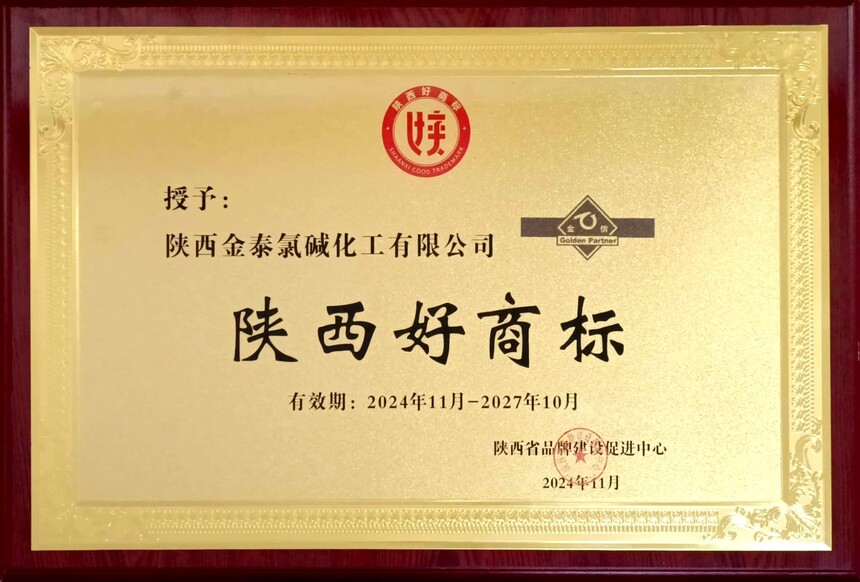 陕西好商标
SHAANXI GOOD TRADEMARK
授予：
陕西金泰氯碱化工有限公司
金信
Golden Partner
陕西好商标
有效期：2024年11月-2027年10月
陕西省品牌建设促进中心
2024年11月